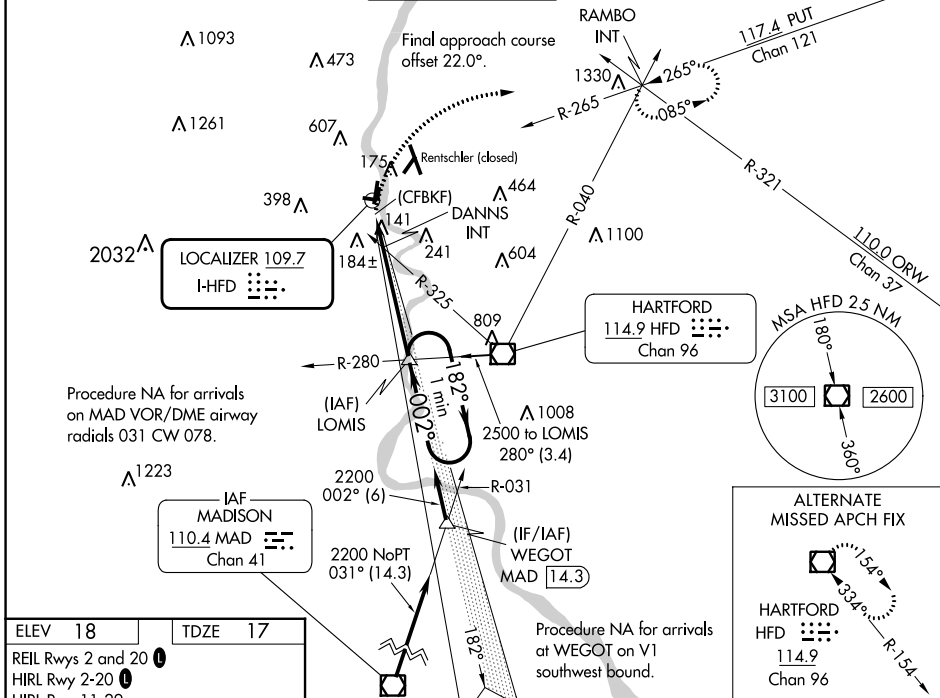 1093
473
Final approach course
offset 22.0°.
RAMBO
INT
117.4 PUT
Chan 121
1330
265°
085°
R-265
1261
607
175
Rentschler (closed)
R-321
398
(CFBKF)
464
R-040
141
DANNS
INT
2032
184±
241
604
1100
LOCALIZER 109.7
I-HFD
R-325
110.0 ORW
Chan 37
809
HARTFORD
114.9 HFD
Chan 96
MSA HFD 25 NM
180°
3100
2600
360°
R-280
182°
1 min
002°
(IAF)
LOMIS
Procedure NA for arrivals
on MAD VOR/DME airway
radials 031 CW 078.
1008
2500 to LOMIS
280° (3.4)
1223
2200
002° (6)
R-031
IAF
MADISON
110.4 MAD
Chan 41
(IF/IAF)
WEGOT
MAD 14.3
2200 NoPT
031° (14.3)
ALTERNATE
MISSED APCH FIX
154°
334°
HARTFORD
HFD
114.9
Chan 96
R-154
182°
Procedure NA for arrivals
at WEGOT on V1
southwest bound.
ELEV 18
TDZE 17
REIL Rwys 2 and 20 L
HIRL Rwy 2-20 L